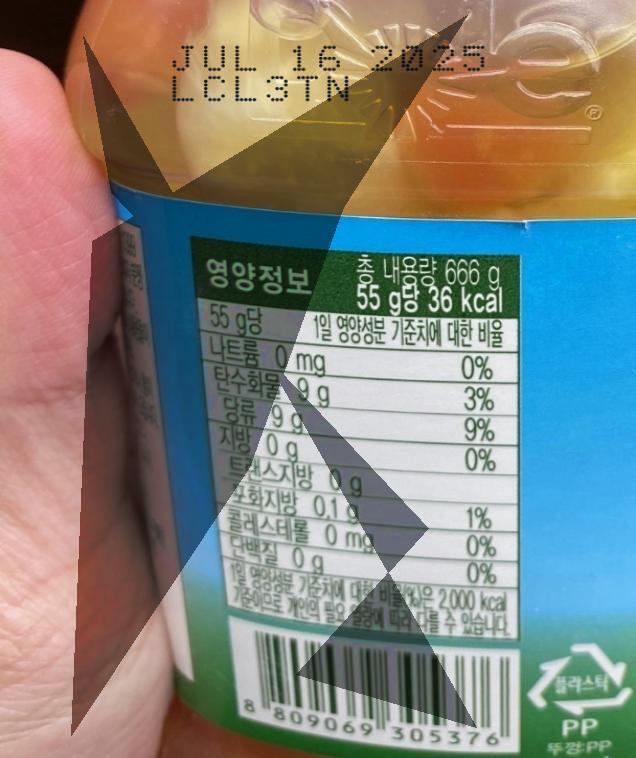 JUL 16 2025
LCL3TN
영양정보
총 내용량 666 g
55 g당 36 kcal
55 g당 1일 영양성분 기준치에 대한 비율
나트륨 0 mg 0%
탄수화물 9 g 3%
당류 9 g 9%
지방 0 g 0%
트랜스지방 0 g
포화지방 0.1 g 1%
콜레스테롤 0 mg 0%
단백질 0 g 0%
1일 영양성분 기준치에 대한 비율(%)은 2,000 kcal
기준이므로 개인의 필요 열량에 따라 다를 수 있습니다.
8 809069 305376
플라스틱
PP
뚜껑:PP